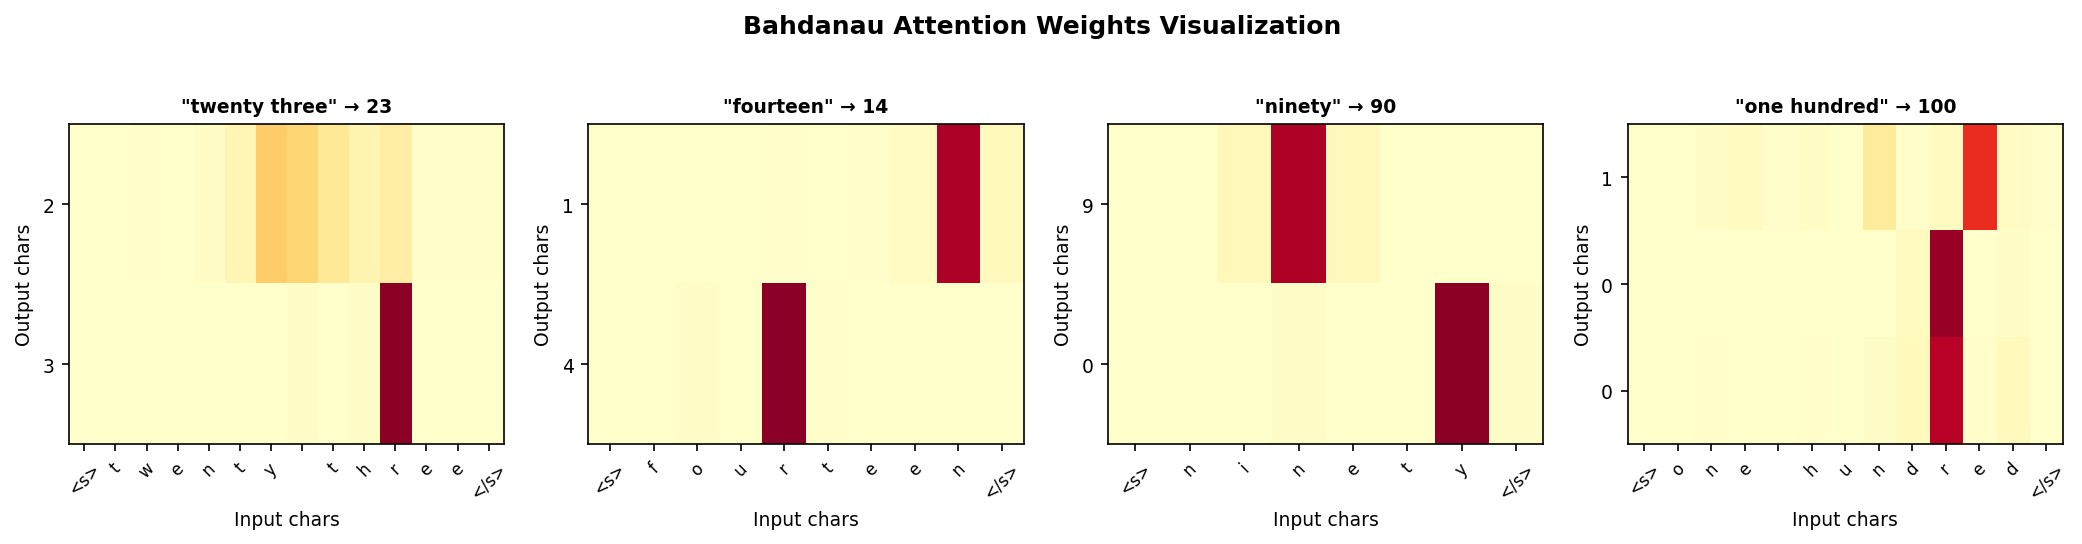 Bahdanau Attention Weights Visualization
"twenty three" → 23
Output chars
2
3
<s> t w e n t y t h r e e </s>
Input chars
"fourteen" → 14
Output chars
1
4
<s> f o u r t e e n </s>
Input chars
"ninety" → 90
Output chars
9
0
<s> n i n e t y </s>
Input chars
"one hundred" → 100
Output chars
1
0
0
<s> o n e h u n d r e d </s>
Input chars